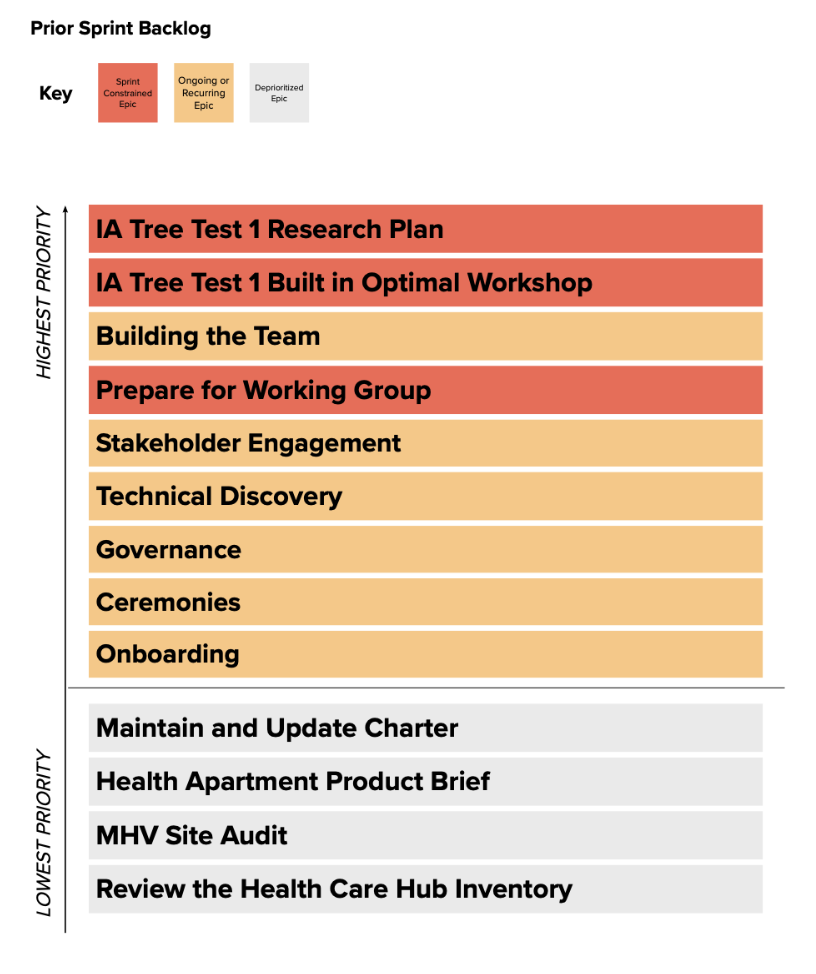 Prior Sprint Backlog
Key
Sprint
Constrained
Epic
Ongoing or
Recurring
Epic
Deprioritized
Epic
HIGHEST PRIORITY
IA Tree Test 1 Research Plan
IA Tree Test 1 Built in Optimal Workshop
Building the Team
Prepare for Working Group
Stakeholder Engagement
Technical Discovery
Governance
Ceremonies
Onboarding
LOWEST PRIORITY
Maintain and Update Charter
Health Apartment Product Brief
MHV Site Audit
Review the Health Care Hub Inventory